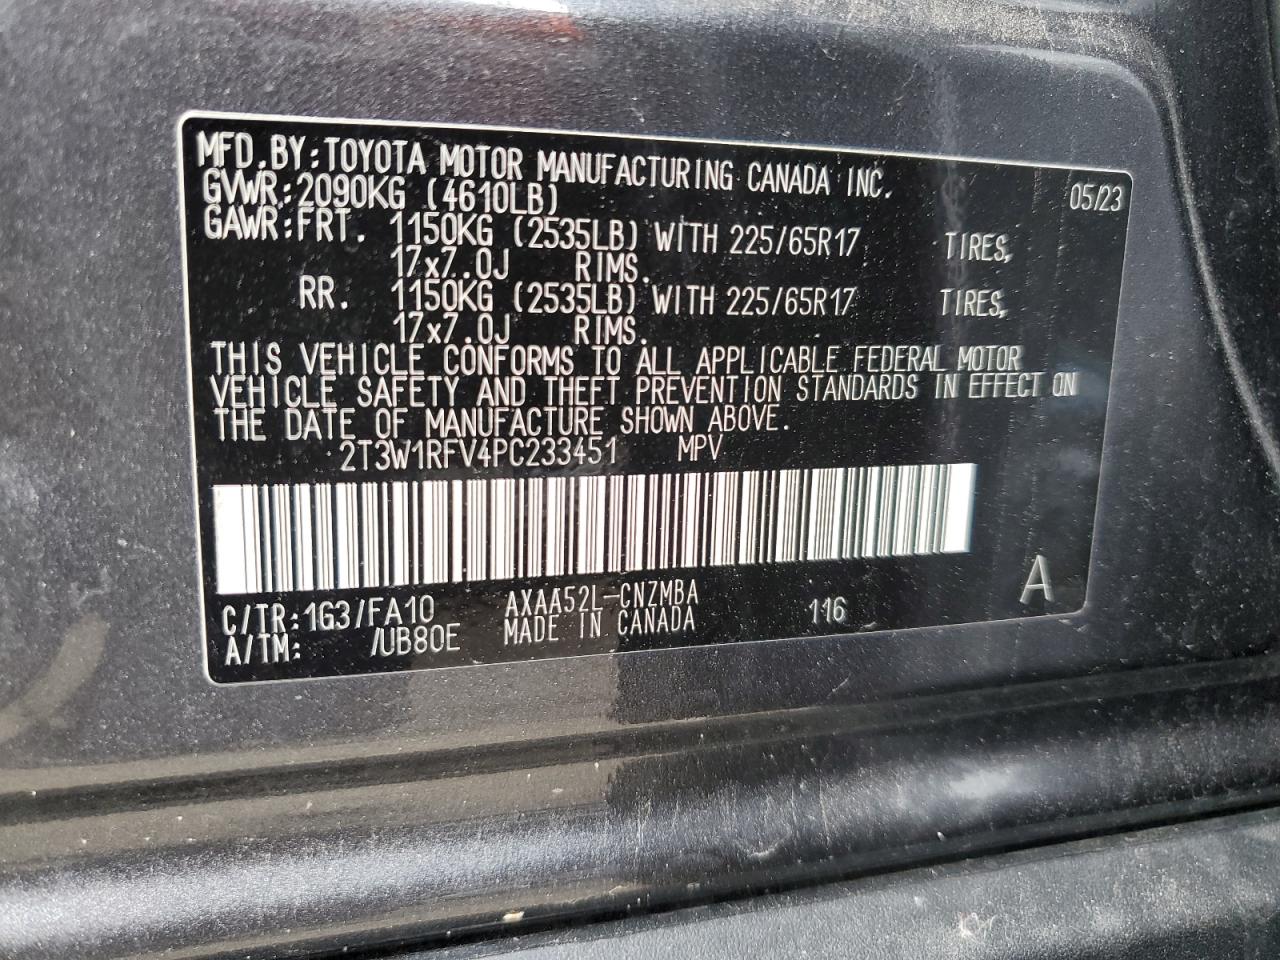 MFD.BY:TOYOTA MOTOR MANUFACTURING CANADA INC.
GVWR:2090KG (4610LB) 05/23
GAWR:FRT. 1150KG (2535LB) WITH 225/65R17 TIRES,
17x7.0J RIMS.
RR. 1150KG (2535LB) WITH 225/65R17 TIRES,
17x7.0J RIMS.
THIS VEHICLE CONFORMS TO ALL APPLICABLE FEDERAL MOTOR
VEHICLE SAFETY AND THEFT PREVENTION STANDARDS IN EFFECT ON
THE DATE OF MANUFACTURE SHOWN ABOVE.
2T3W1RFV4PC233451 MPV
C/TR:1G3/FA10 AXAA52L-CNZMBA 116 A
A/TM: /UB80E MADE IN CANADA